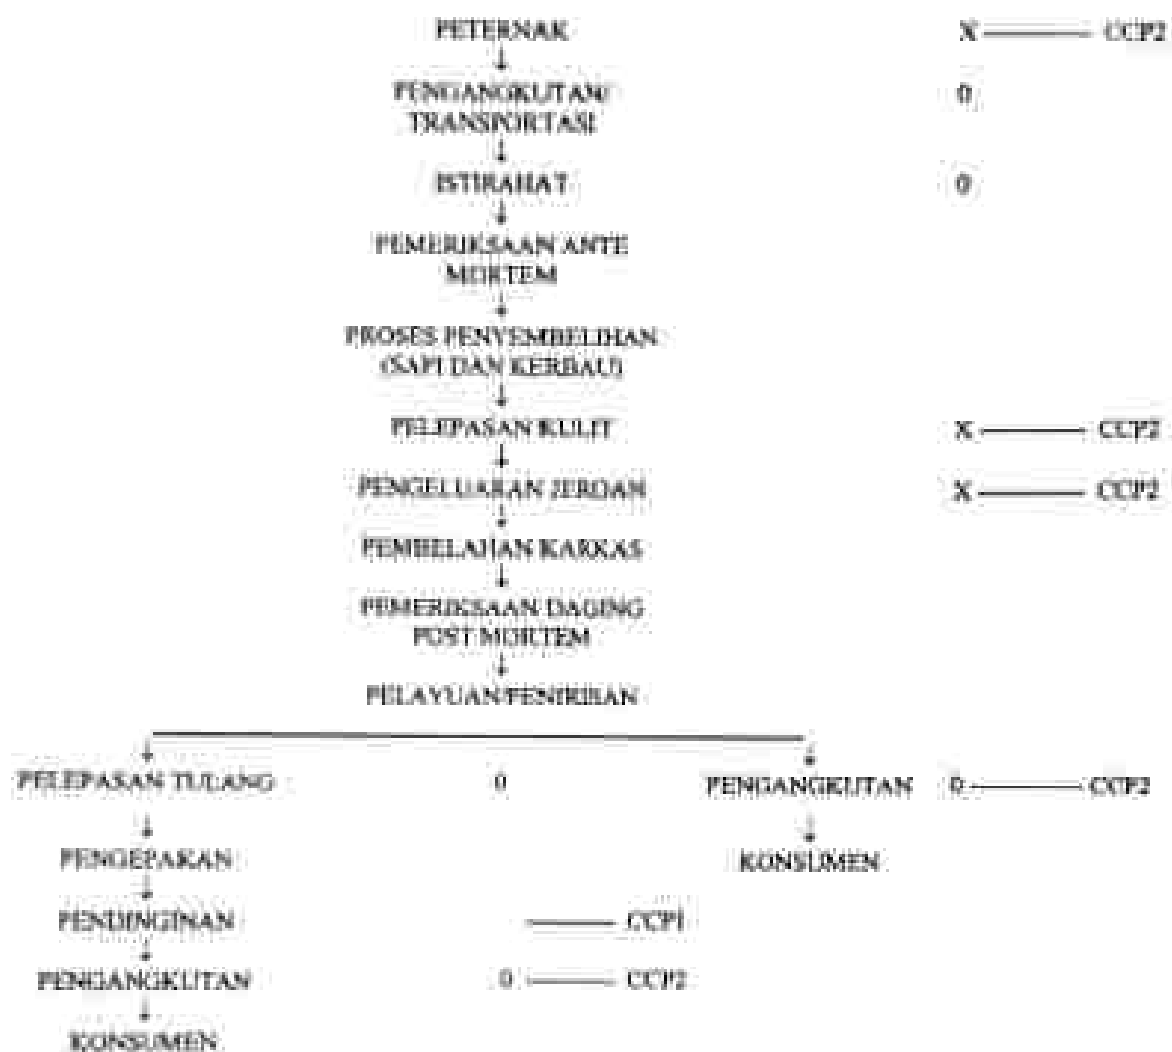 PETERNAK X CCP2
PENGANGKUTAN/ 0
TRANSPORTASI
ISTIRAHAT 0
PEMERIKSAAN ANTE
MORTEM
PROSES PENYEMBELIHAN
(SAPI DAN KERBAU)
PELEPASAN KULIT X CCP2
PENGELUARAN JEROAN X CCP2
PEMBELAHAN KARKAS
PEMERIKSAAN DAGING
POST MORTEM
PELAYUAN/PENIRISAN
PELEPASAN TULANG 0 PENGANGKUTAN 0 CCP2
PENGEPAKAN KONSUMEN
PENDINGINAN CCP1
PENGANGKUTAN 0 CCP2
KONSUMEN